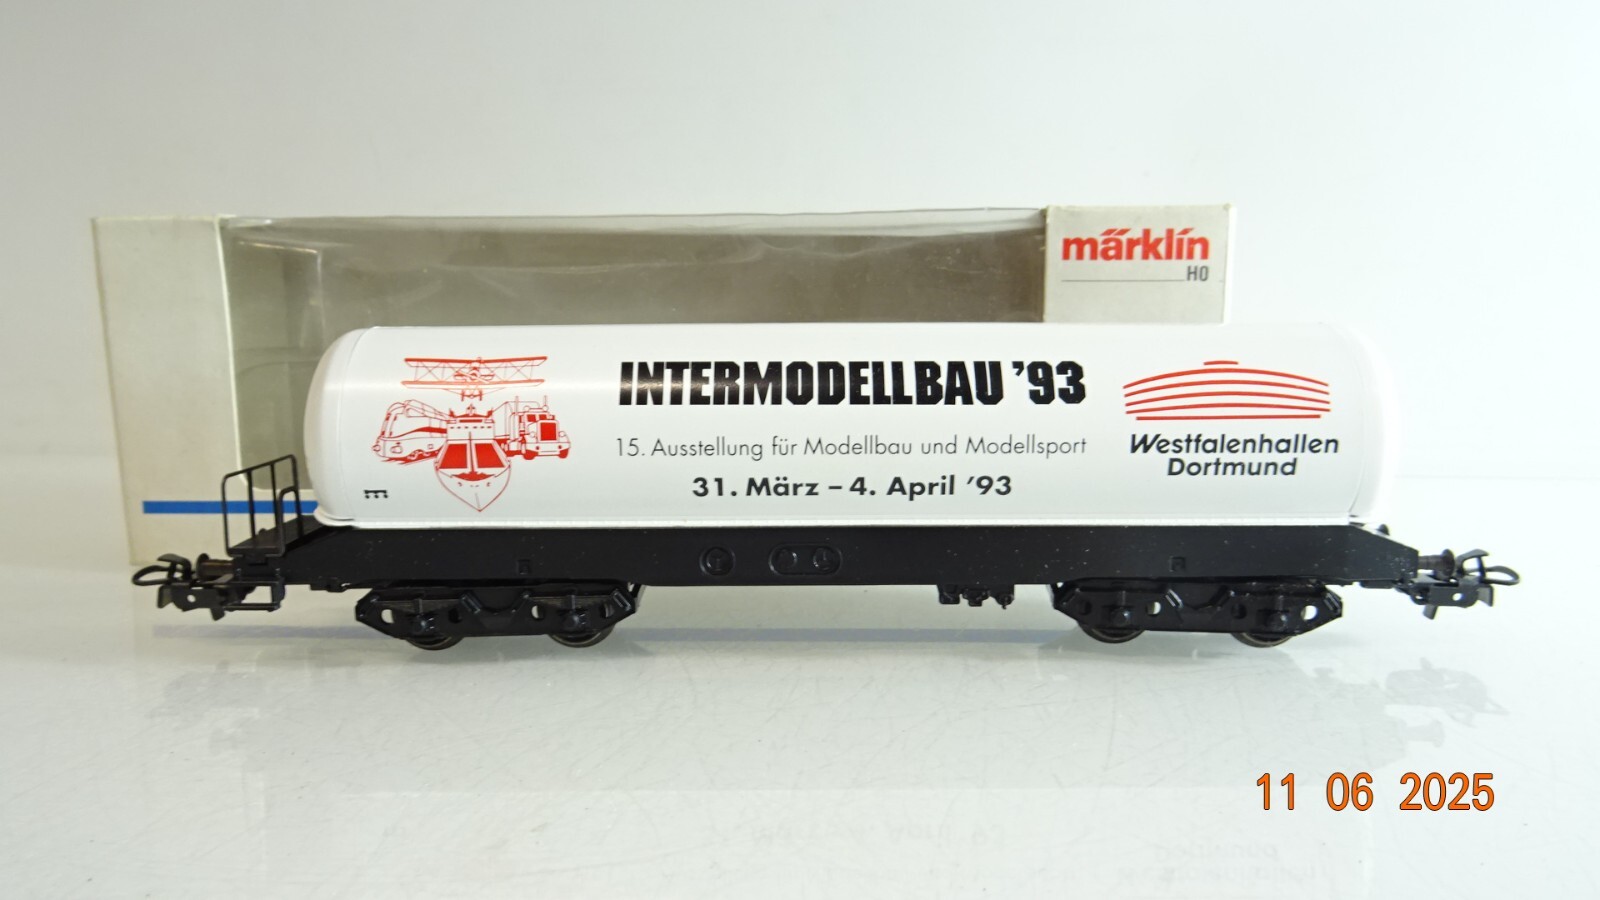 märklin
H0
INTERMODELLBAU '93
15. Ausstellung für Modellbau und Modellsport
31. März – 4. April '93
Westfalenhallen
Dortmund
11 06 2025